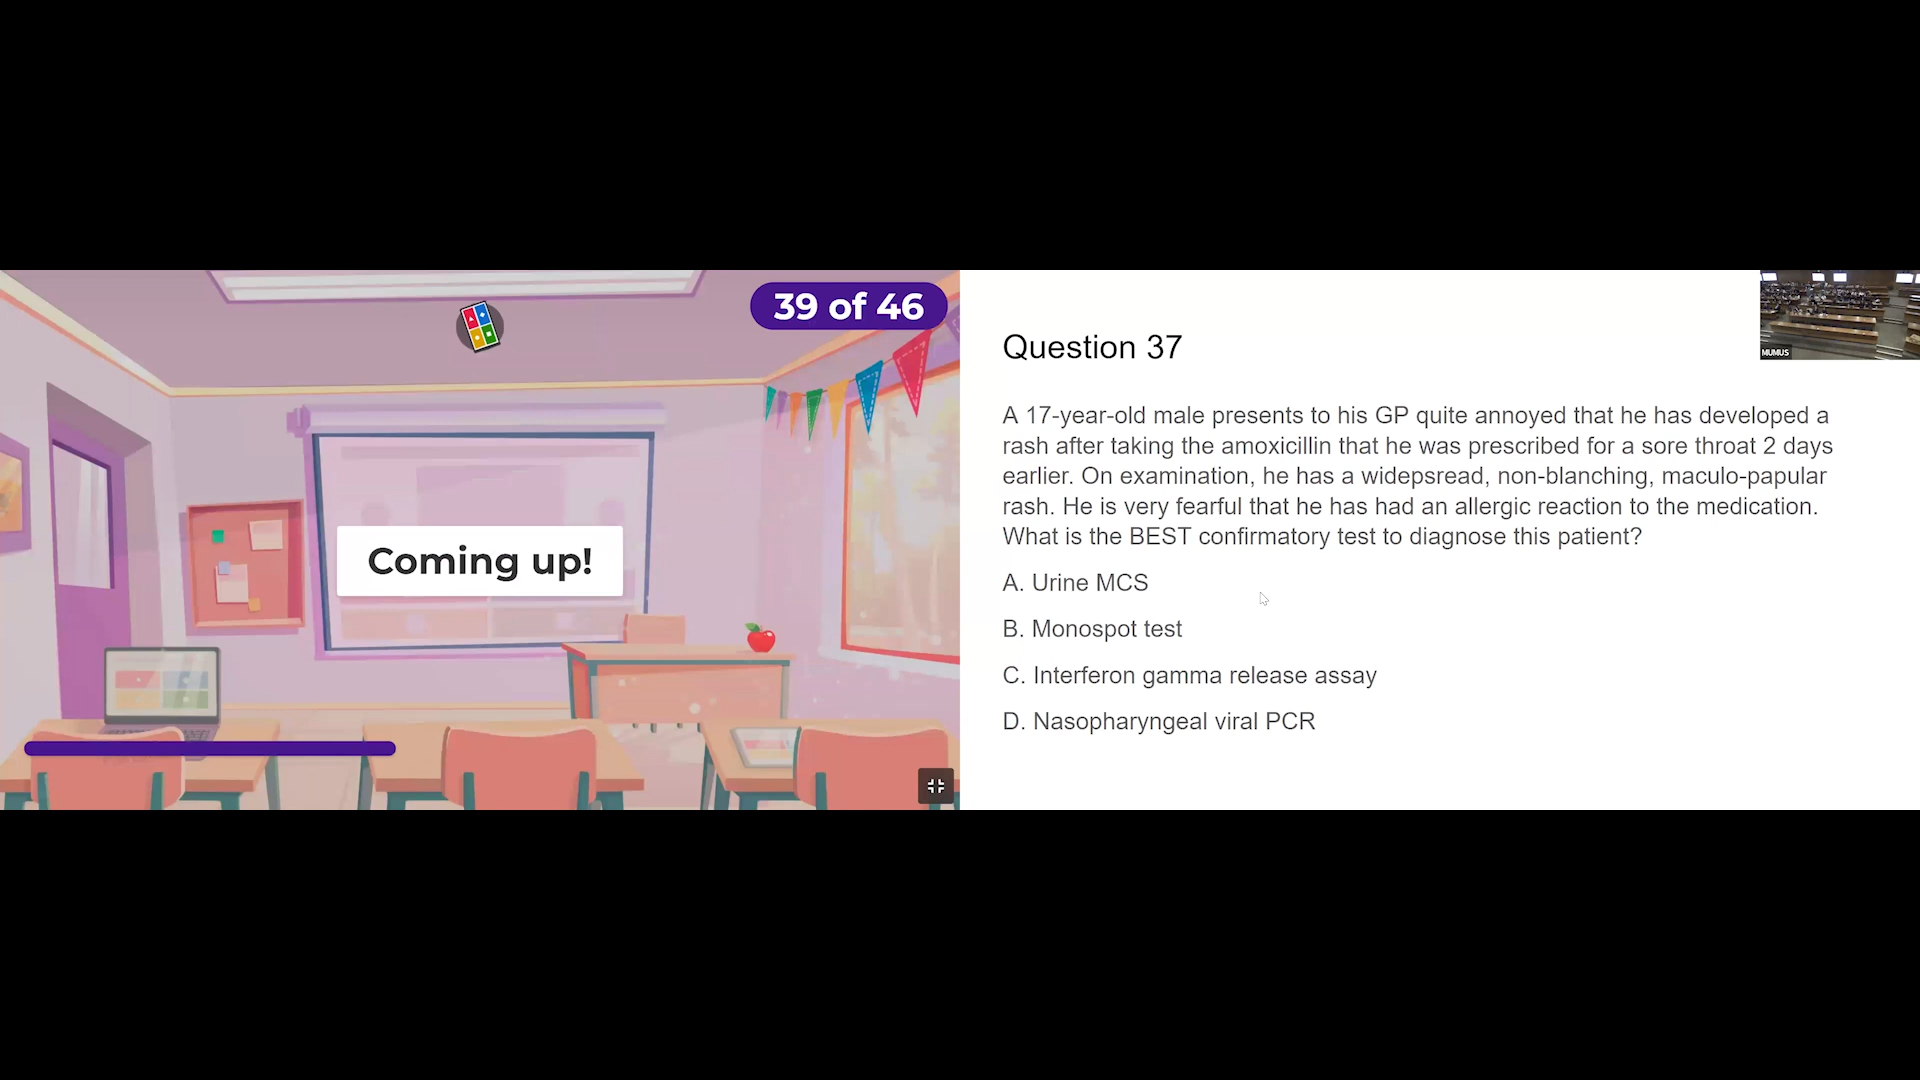 39 of 46
Coming up!
Question 37
A 17-year-old male presents to his GP quite annoyed that he has developed a
rash after taking the amoxicillin that he was prescribed for a sore throat 2 days
earlier. On examination, he has a widepsread, non-blanching, maculo-papular
rash. He is very fearful that he has had an allergic reaction to the medication.
What is the BEST confirmatory test to diagnose this patient?
A. Urine MCS
B. Monospot test
C. Interferon gamma release assay
D. Nasopharyngeal viral PCR
MUMUS